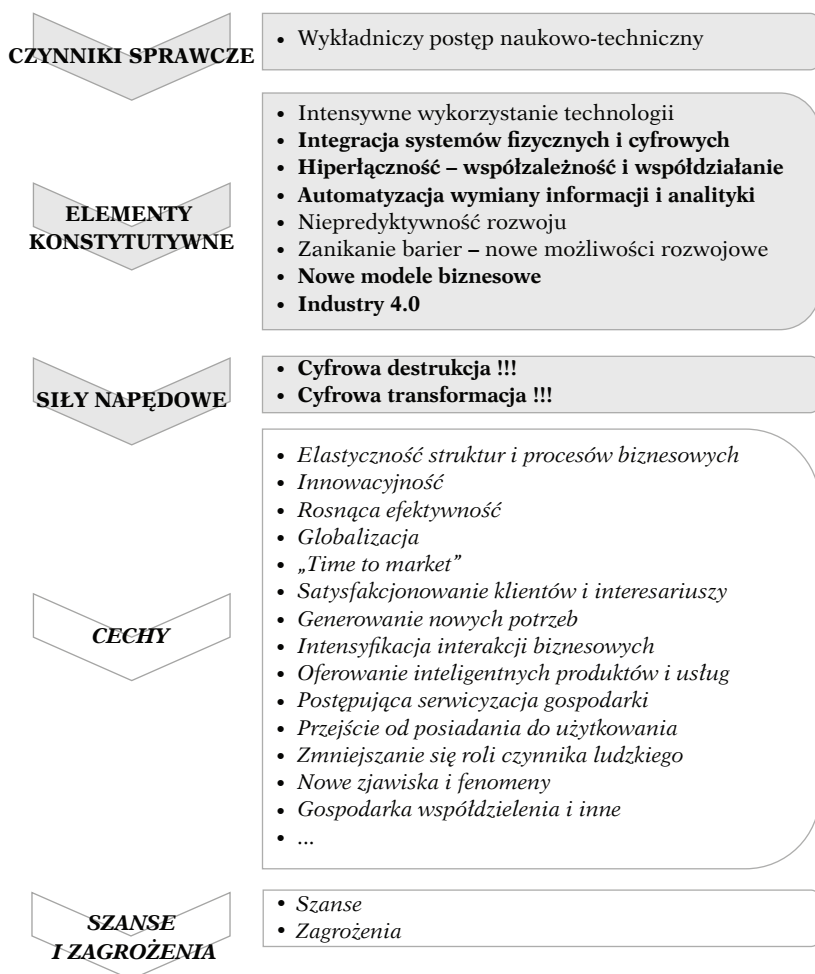 CZYNNIKI SPRAWCZE
• Wykładniczy postęp naukowo-techniczny
ELEMENTY
KONSTYTUTYWNE
• Intensywne wykorzystanie technologii
• Integracja systemów fizycznych i cyfrowych
• Hiperłączność – współzależność i współdziałanie
• Automatyzacja wymiany informacji i analityki
• Niepredyktywność rozwoju
• Zanikanie barier – nowe możliwości rozwojowe
• Nowe modele biznesowe
• Industry 4.0
SIŁY NAPĘDOWE
• Cyfrowa destrukcja !!!
• Cyfrowa transformacja !!!
CECHY
• Elastyczność struktur i procesów biznesowych
• Innowacyjność
• Rosnąca efektywność
• Globalizacja
• „Time to market”
• Satysfakcjonowanie klientów i interesariuszy
• Generowanie nowych potrzeb
• Intensyfikacja interakcji biznesowych
• Oferowanie inteligentnych produktów i usług
• Postępująca serwicyzacja gospodarki
• Przejście od posiadania do użytkowania
• Zmniejszanie się roli czynnika ludzkiego
• Nowe zjawiska i fenomeny
• Gospodarka współdzielenia i inne
• ...
SZANSE
I ZAGROŻENIA
• Szanse
• Zagrożenia